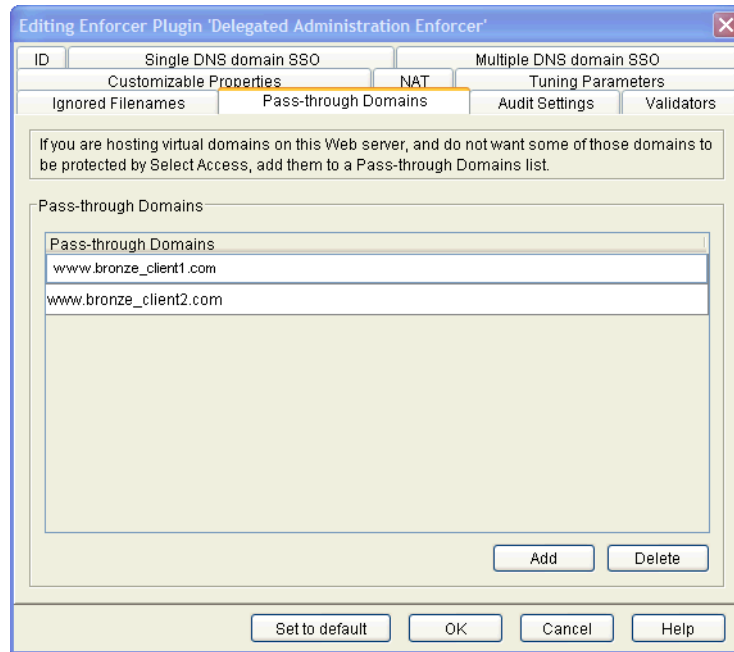 Editing Enforcer Plugin 'Delegated Administration Enforcer'
ID Single DNS domain SSO Multiple DNS domain SSO
Customizable Properties NAT Tuning Parameters
Ignored Filenames Pass-through Domains Audit Settings Validators
If you are hosting virtual domains on this Web server, and do not want some of those domains to
be protected by Select Access, add them to a Pass-through Domains list.
Pass-through Domains
Pass-through Domains
www.bronze_client1.com
www.bronze_client2.com
Add Delete
Set to default OK Cancel Help